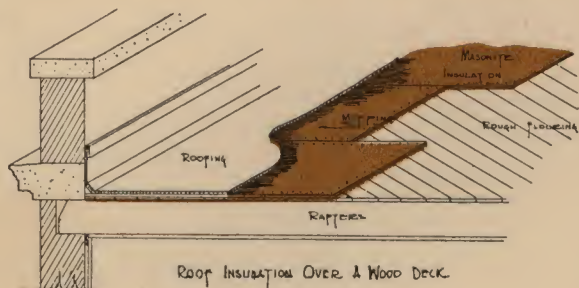 MASONITE
INSULATION
MOPPING
ROUGH FLOORING
ROOFING
RAFTERS
ROOF INSULATION OVER A WOOD DECK